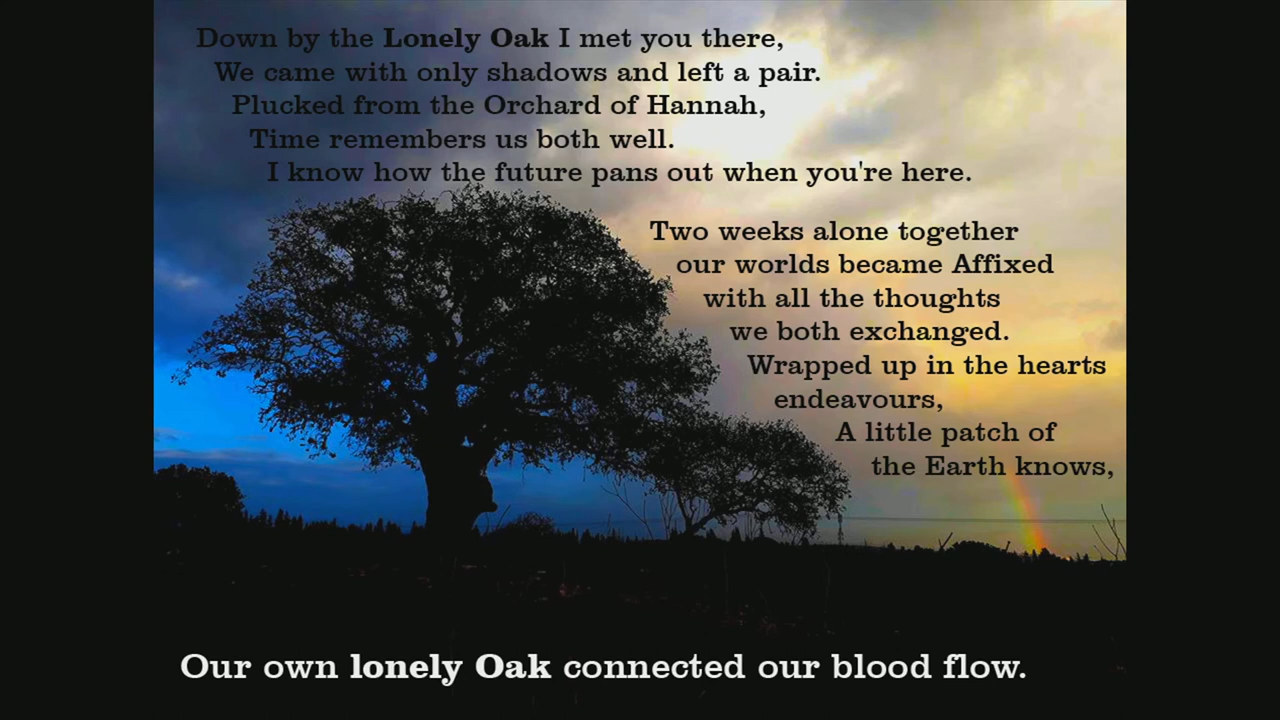 Down by the Lonely Oak I met you there,
We came with only shadows and left a pair.
Plucked from the Orchard of Hannah,
Time remembers us both well.
I know how the future pans out when you're here.
Two weeks alone together
our worlds became Affixed
with all the thoughts
we both exchanged.
Wrapped up in the hearts
endeavours,
A little patch of
the Earth knows,
Our own lonely Oak connected our blood flow.